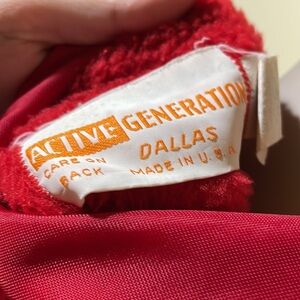 ACTIVE GENERATION
DALLAS
CARE ON
BACK
MADE IN U.S.A